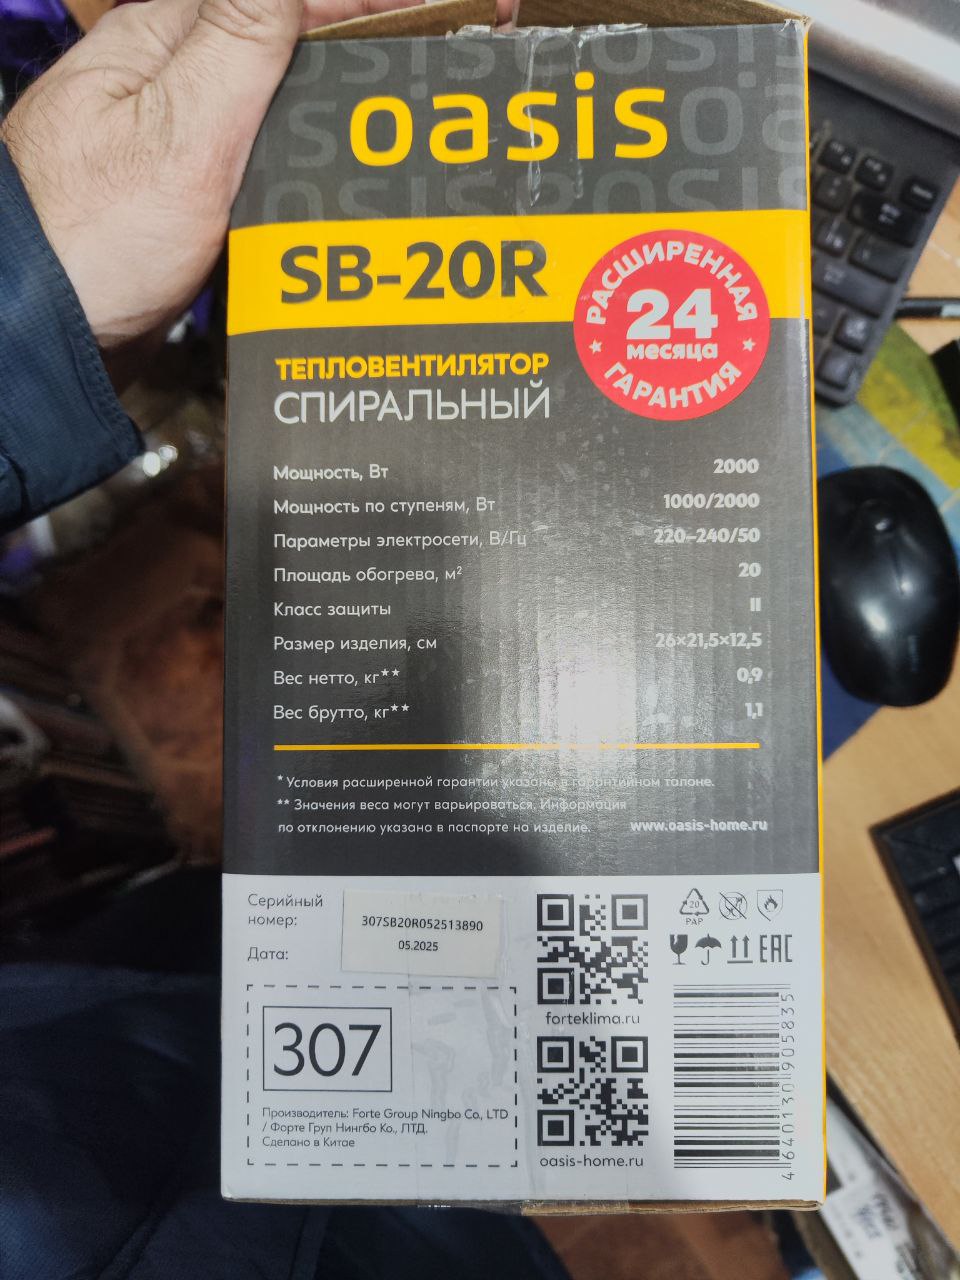 oasis
SB-20R
РАСШИРЕННАЯ
24
месяца
ГАРАНТИЯ
ТЕПЛОВЕНТИЛЯТОР
СПИРАЛЬНЫЙ
Мощность, Вт 2000
Мощность по ступеням, Вт 1000/2000
Параметры электросети, В/Гц 220–240/50
Площадь обогрева, м² 20
Класс защиты II
Размер изделия, см 26×21,5×12,5
Вес нетто, кг** 0,9
Вес брутто, кг** 1,1
* Условия расширенной гарантии указаны в гарантийном талоне.
** Значения веса могут варьироваться. Информация
по отклонению указана в паспорте на изделие. www.oasis-home.ru
Серийный
номер:
307SB20R052513890
Дата:
05.2025
307
Производитель: Forte Group Ningbo Co., LTD
/ Форте Груп Нингбо Ко., ЛТД.
Сделано в Китае
forteklima.ru
oasis-home.ru
20
PAP
EAC
4640130905835